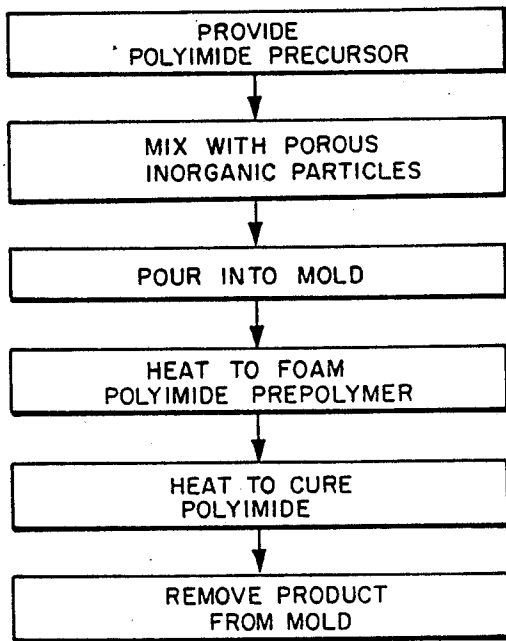 PROVIDE
POLYIMIDE PRECURSOR
MIX WITH POROUS
INORGANIC PARTICLES
POUR INTO MOLD
HEAT TO FOAM
POLYIMIDE PREPOLYMER
HEAT TO CURE
POLYIMIDE
REMOVE PRODUCT
FROM MOLD